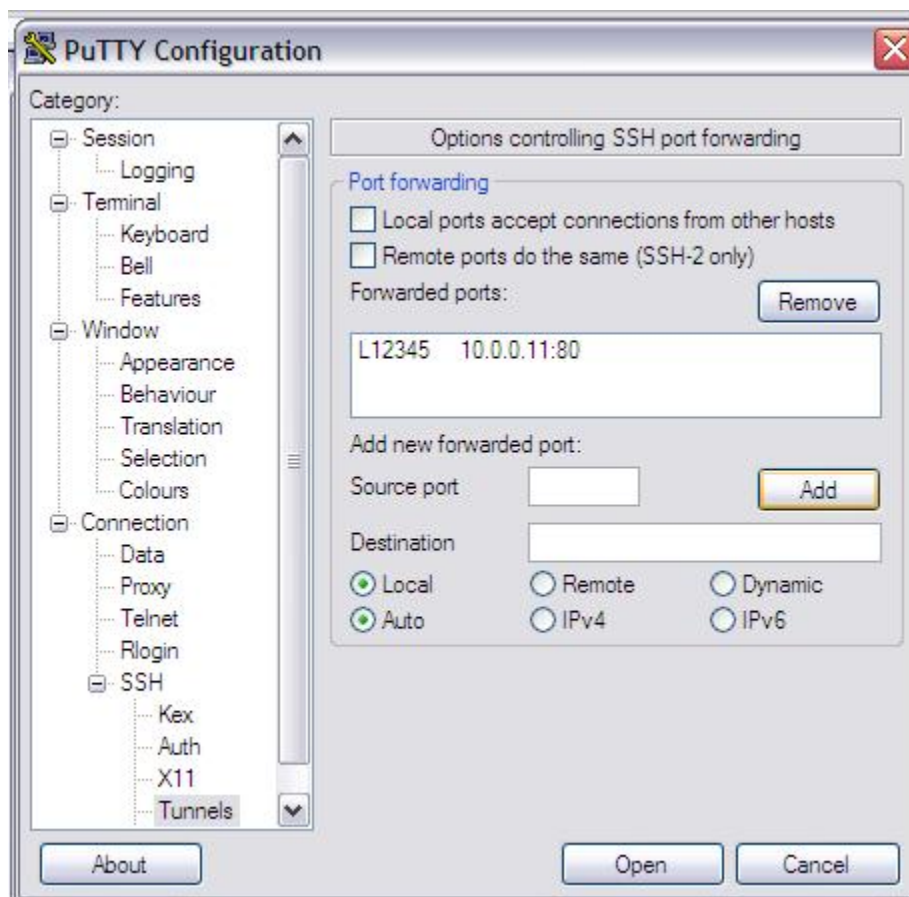 PuTTY Configuration
Category:
Session
Logging
Terminal
Keyboard
Bell
Features
Window
Appearance
Behaviour
Translation
Selection
Colours
Connection
Data
Proxy
Telnet
Rlogin
SSH
Kex
Auth
X11
Tunnels
Options controlling SSH port forwarding
Port forwarding
Local ports accept connections from other hosts
Remote ports do the same (SSH-2 only)
Forwarded ports:
Remove
L12345 10.0.0.11:80
Add new forwarded port:
Source port
Add
Destination
Local Remote Dynamic
Auto IPv4 IPv6
About
Open
Cancel